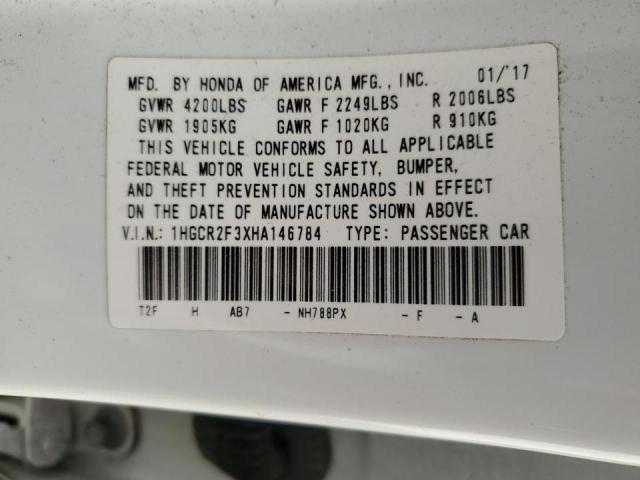 MFD. BY HONDA OF AMERICA MFG., INC. 01/'17
GVWR 4200LBS GAWR F 2249LBS R 2006LBS
GVWR 1905KG GAWR F 1020KG R 910KG
THIS VEHICLE CONFORMS TO ALL APPLICABLE
FEDERAL MOTOR VEHICLE SAFETY, BUMPER,
AND THEFT PREVENTION STANDARDS IN EFFECT
ON THE DATE OF MANUFACTURE SHOWN ABOVE.
V.I.N.: 1HGCR2F3XHA146784 TYPE: PASSENGER CAR
T2F H AB7 - NH788PX - F - A